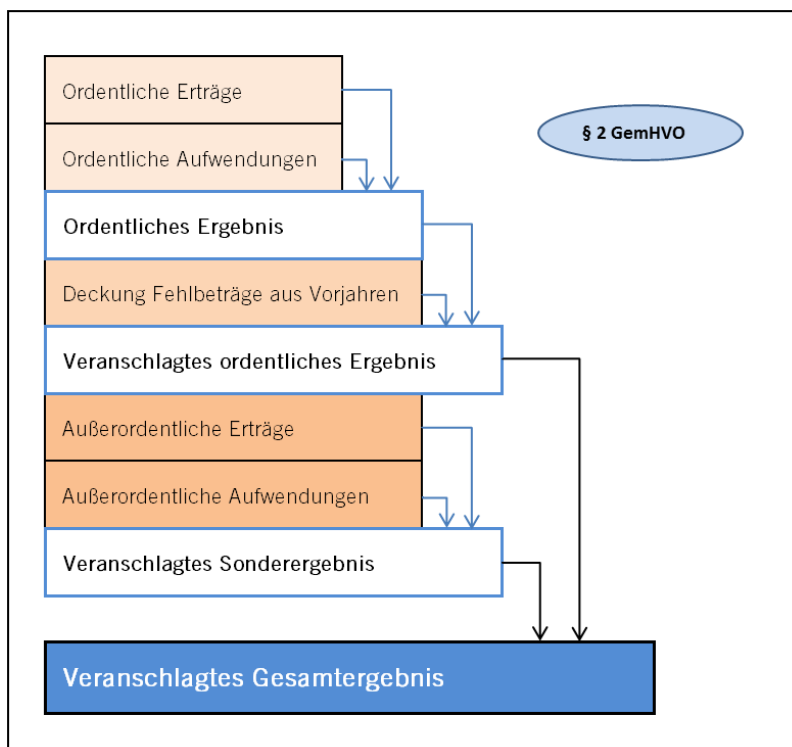 Ordentliche Erträge
§ 2 GemHVO
Ordentliche Aufwendungen
Ordentliches Ergebnis
Deckung Fehlbeträge aus Vorjahren
Veranschlagtes ordentliches Ergebnis
Außerordentliche Erträge
Außerordentliche Aufwendungen
Veranschlagtes Sonderergebnis
Veranschlagtes Gesamtergebnis